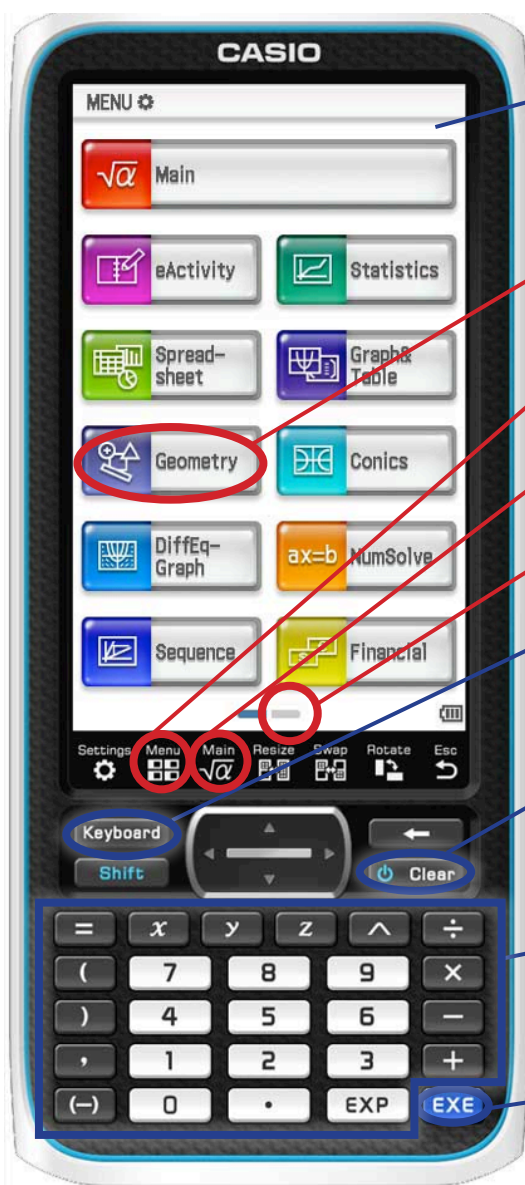 CASIO
MENU
√α Main
eActivity Statistics
Spread-
sheet
Graph&
Table
Geometry Conics
DiffEq-
Graph
ax=b NumSolve
Sequence Financial
Settings Menu Main Resize Swap Rotate Esc
√α
Keyboard ←
Shift Clear
= x y z ^ ÷
( 7 8 9 ×
) 4 5 6 −
, 1 2 3 +
(−) 0 • EXP EXE